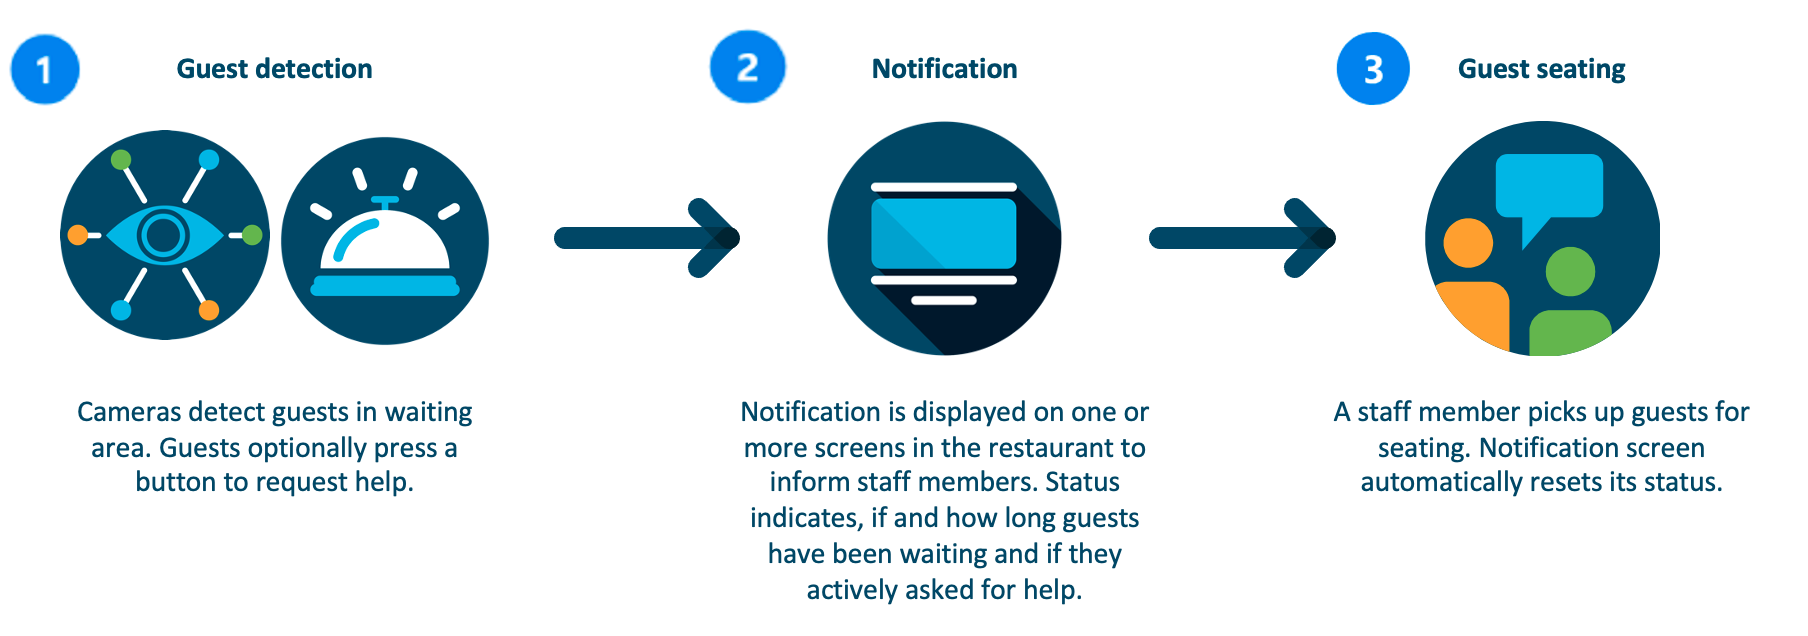 1
Guest detection
Cameras detect guests in waiting
area. Guests optionally press a
button to request help.
2
Notification
Notification is displayed on one or
more screens in the restaurant to
inform staff members. Status
indicates, if and how long guests
have been waiting and if they
actively asked for help.
3
Guest seating
A staff member picks up guests for
seating. Notification screen
automatically resets its status.